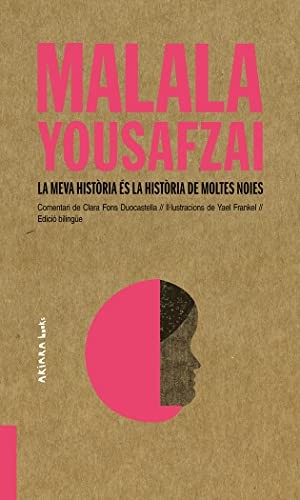 MALALA
YOUSAFZAI
LA MEVA HISTÒRIA ÉS LA HISTÒRIA DE MOLTES NOIES
Comentari de Clara Fons Duocastella // Il·lustracions de Yael Frankel //
Edició bilingüe
AKIARA books